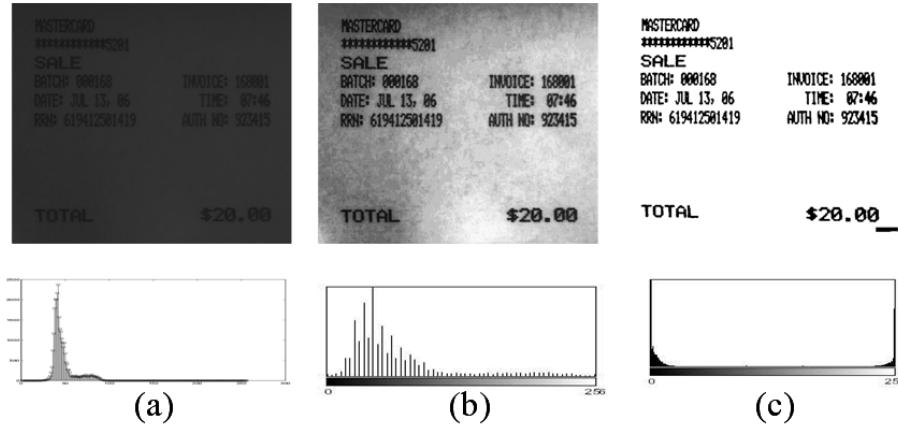 MASTERCARD
************5201
SALE
BATCH: 000168 INVOICE: 168001
DATE: JUL 13, 06 TIME: 07:46
RRN: 619412501419 AUTH NO: 923415
TOTAL $20.00
MASTERCARD
************5201
SALE
BATCH: 000168 INVOICE: 168001
DATE: JUL 13, 06 TIME: 07:46
RRN: 619412501419 AUTH NO: 923415
TOTAL $20.00
MASTERCARD
************5201
SALE
BATCH: 000168 INVOICE: 168001
DATE: JUL 13, 06 TIME: 07:46
RRN: 619412501419 AUTH NO: 923415
TOTAL $20.00
0 256
0 25
(a) (b) (c)